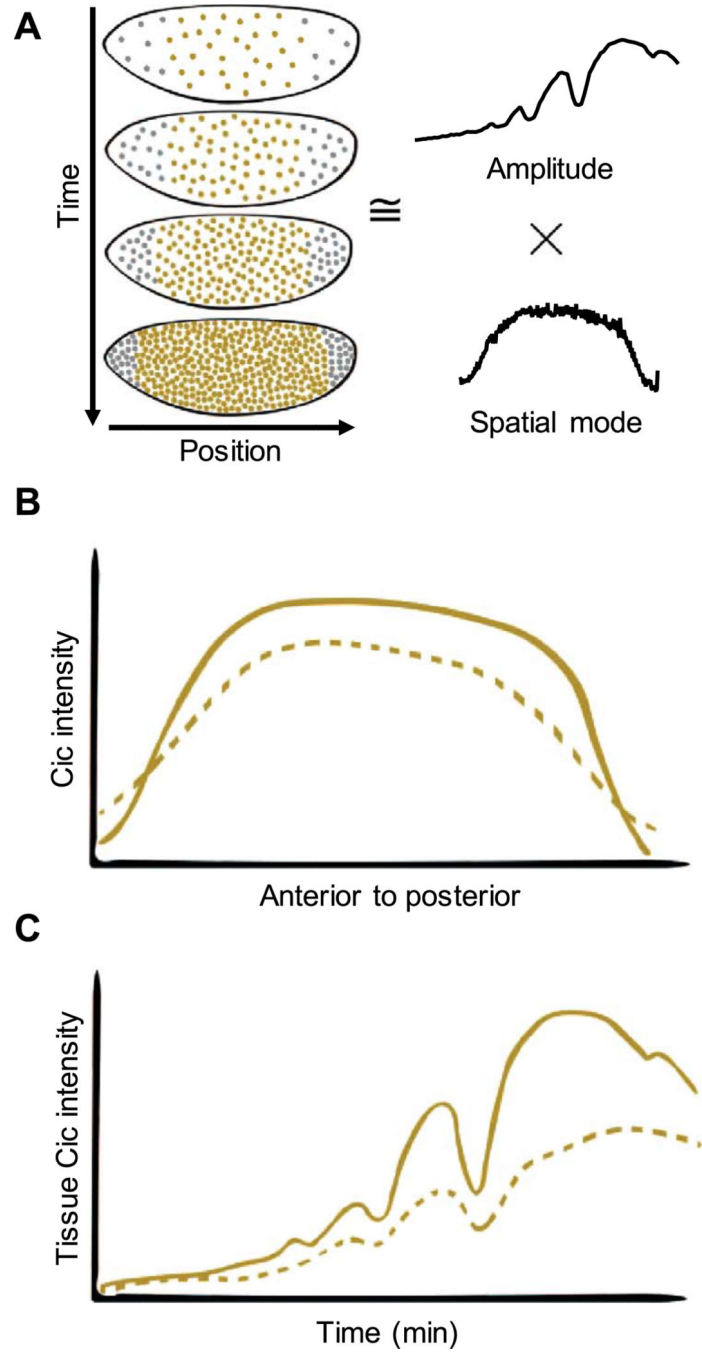 A
Time
Position
≅
Amplitude
×
Spatial mode
B
Cic intensity
Anterior to posterior
C
Tissue Cic intensity
Time (min)